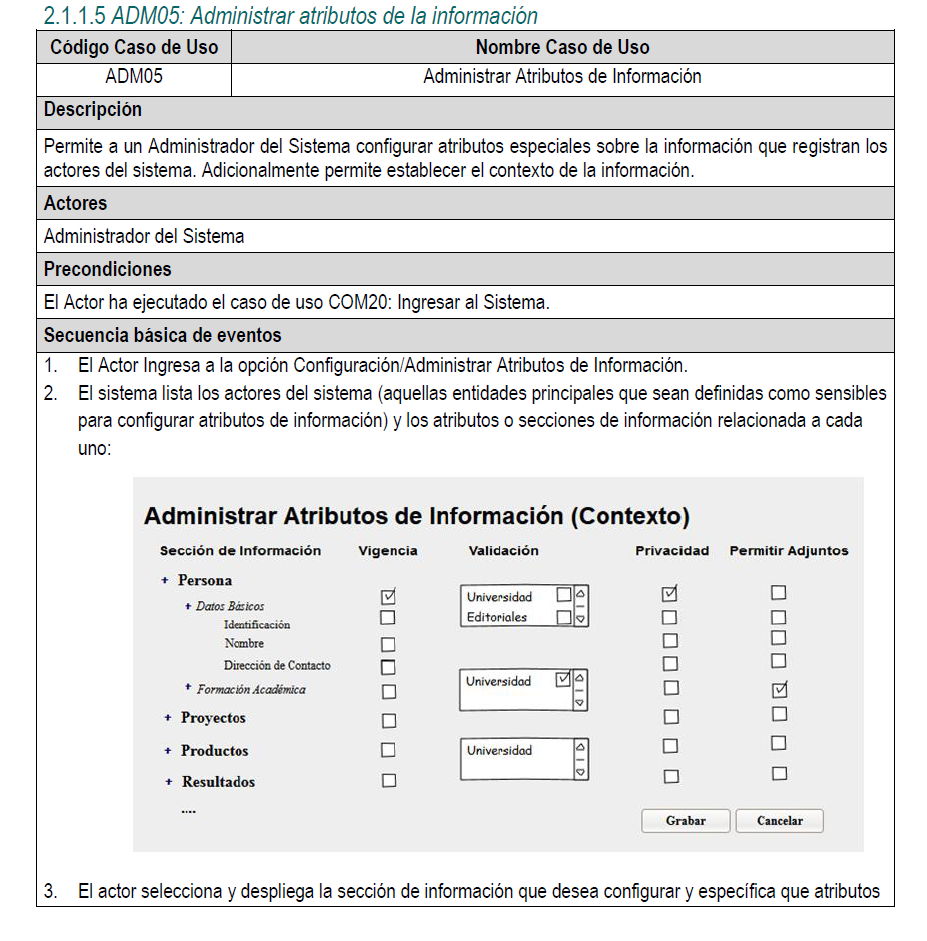 2.1.1.5 ADM05: Administrar atributos de la información
Código Caso de Uso Nombre Caso de Uso
ADM05 Administrar Atributos de Información
Descripción
Permite a un Administrador del Sistema configurar atributos especiales sobre la información que registran los
actores del sistema. Adicionalmente permite establecer el contexto de la información.
Actores
Administrador del Sistema
Precondiciones
El Actor ha ejecutado el caso de uso COM20: Ingresar al Sistema.
Secuencia básica de eventos
1. El Actor Ingresa a la opción Configuración/Administrar Atributos de Información.
2. El sistema lista los actores del sistema (aquellas entidades principales que sean definidas como sensibles
para configurar atributos de información) y los atributos o secciones de información relacionada a cada
uno:
Administrar Atributos de Información (Contexto)
Sección de Información Vigencia Validación Privacidad Permitir Adjuntos
+ Persona
Universidad
+ Datos Básicos
Editoriales
Identificación
Nombre
Dirección de Contacto
Universidad
+ Formación Académica
+ Proyectos
+ Productos Universidad
+ Resultados
....
Grabar Cancelar
3. El actor selecciona y despliega la sección de información que desea configurar y específica que atributos